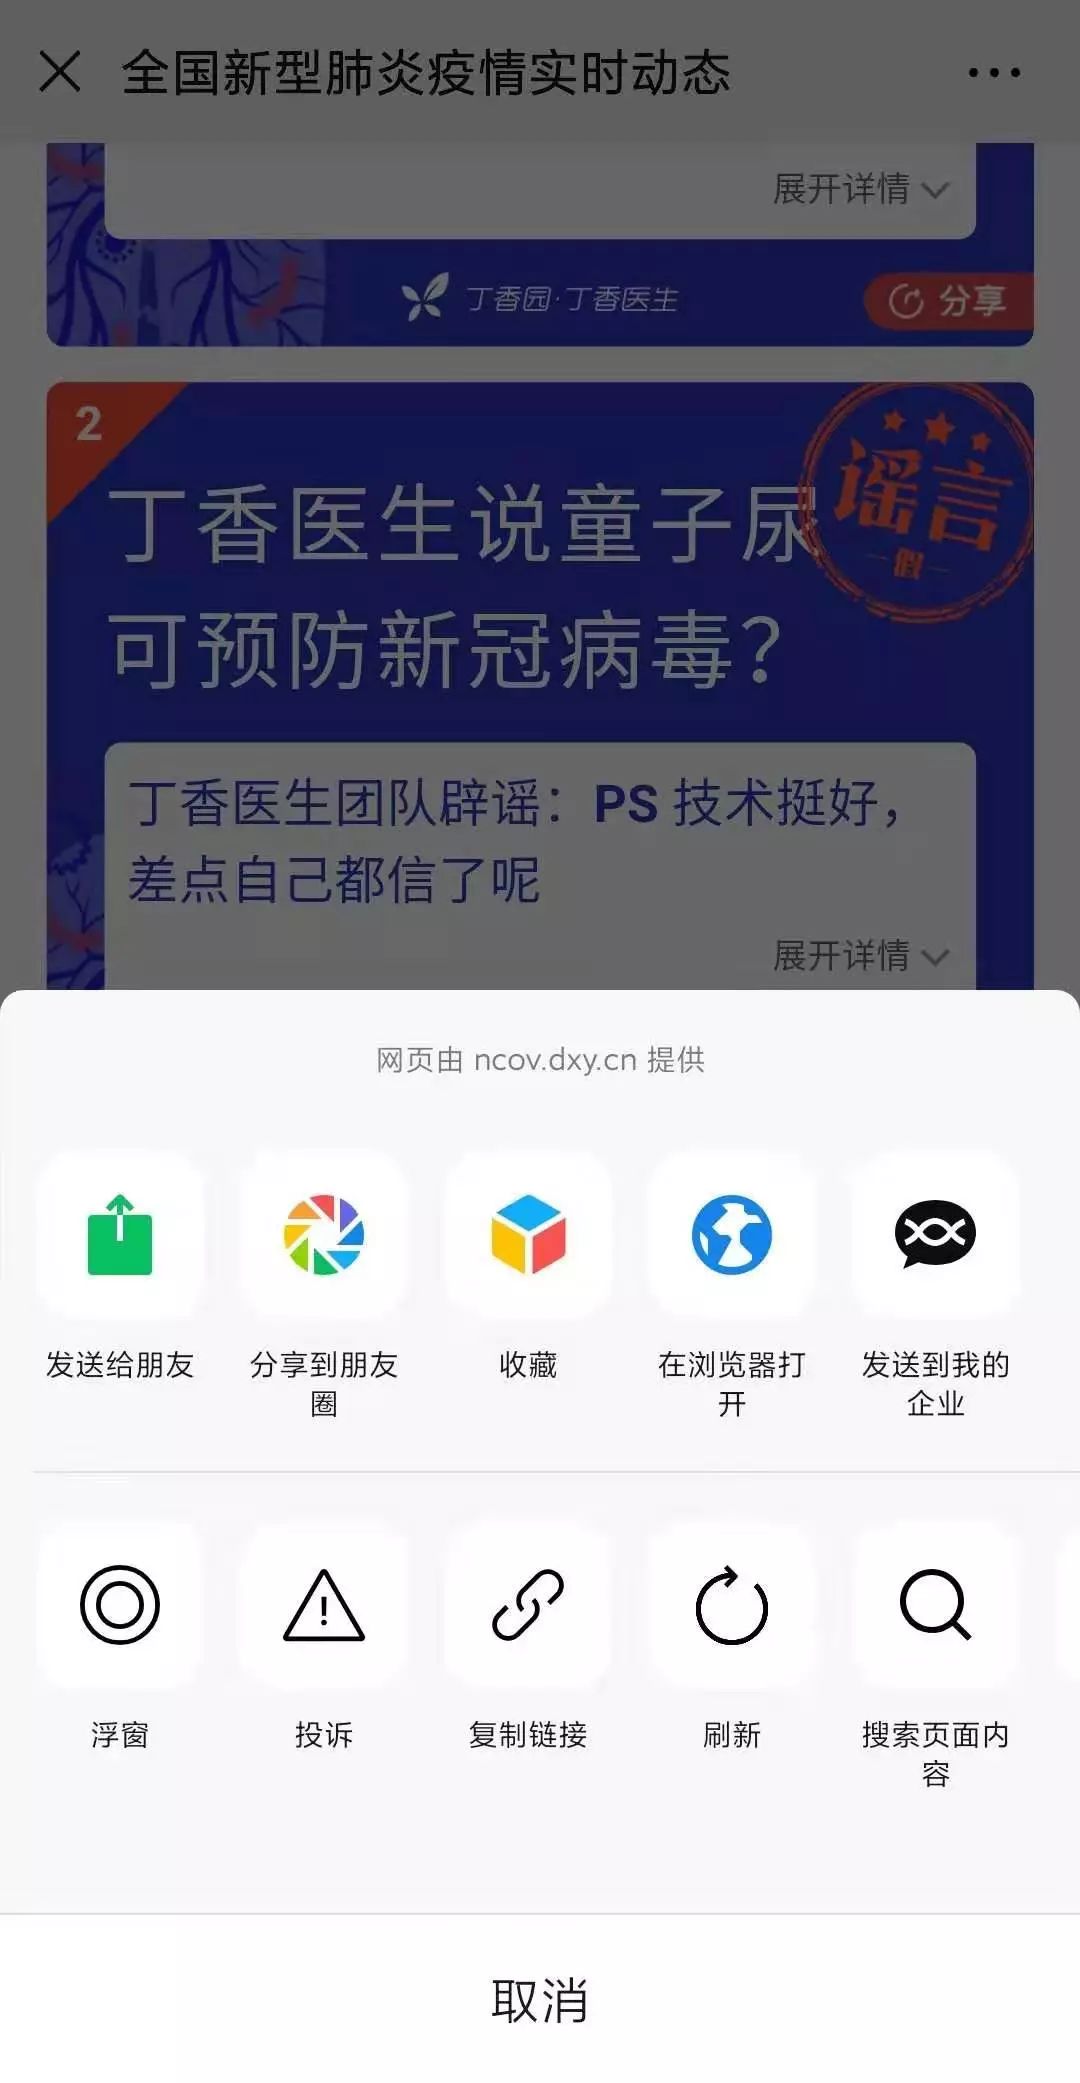 全国新型肺炎疫情实时动态
展开详情
丁香园·丁香医生
分享
2
谣言
假
丁香医生说童子尿
可预防新冠病毒？
丁香医生团队辟谣：PS 技术挺好，
差点自己都信了呢
展开详情
网页由 ncov.dxy.cn 提供
发送给朋友
分享到朋友
圈
收藏
在浏览器打
开
发送到我的
企业
浮窗
投诉
复制链接
刷新
搜索页面内
容
取消